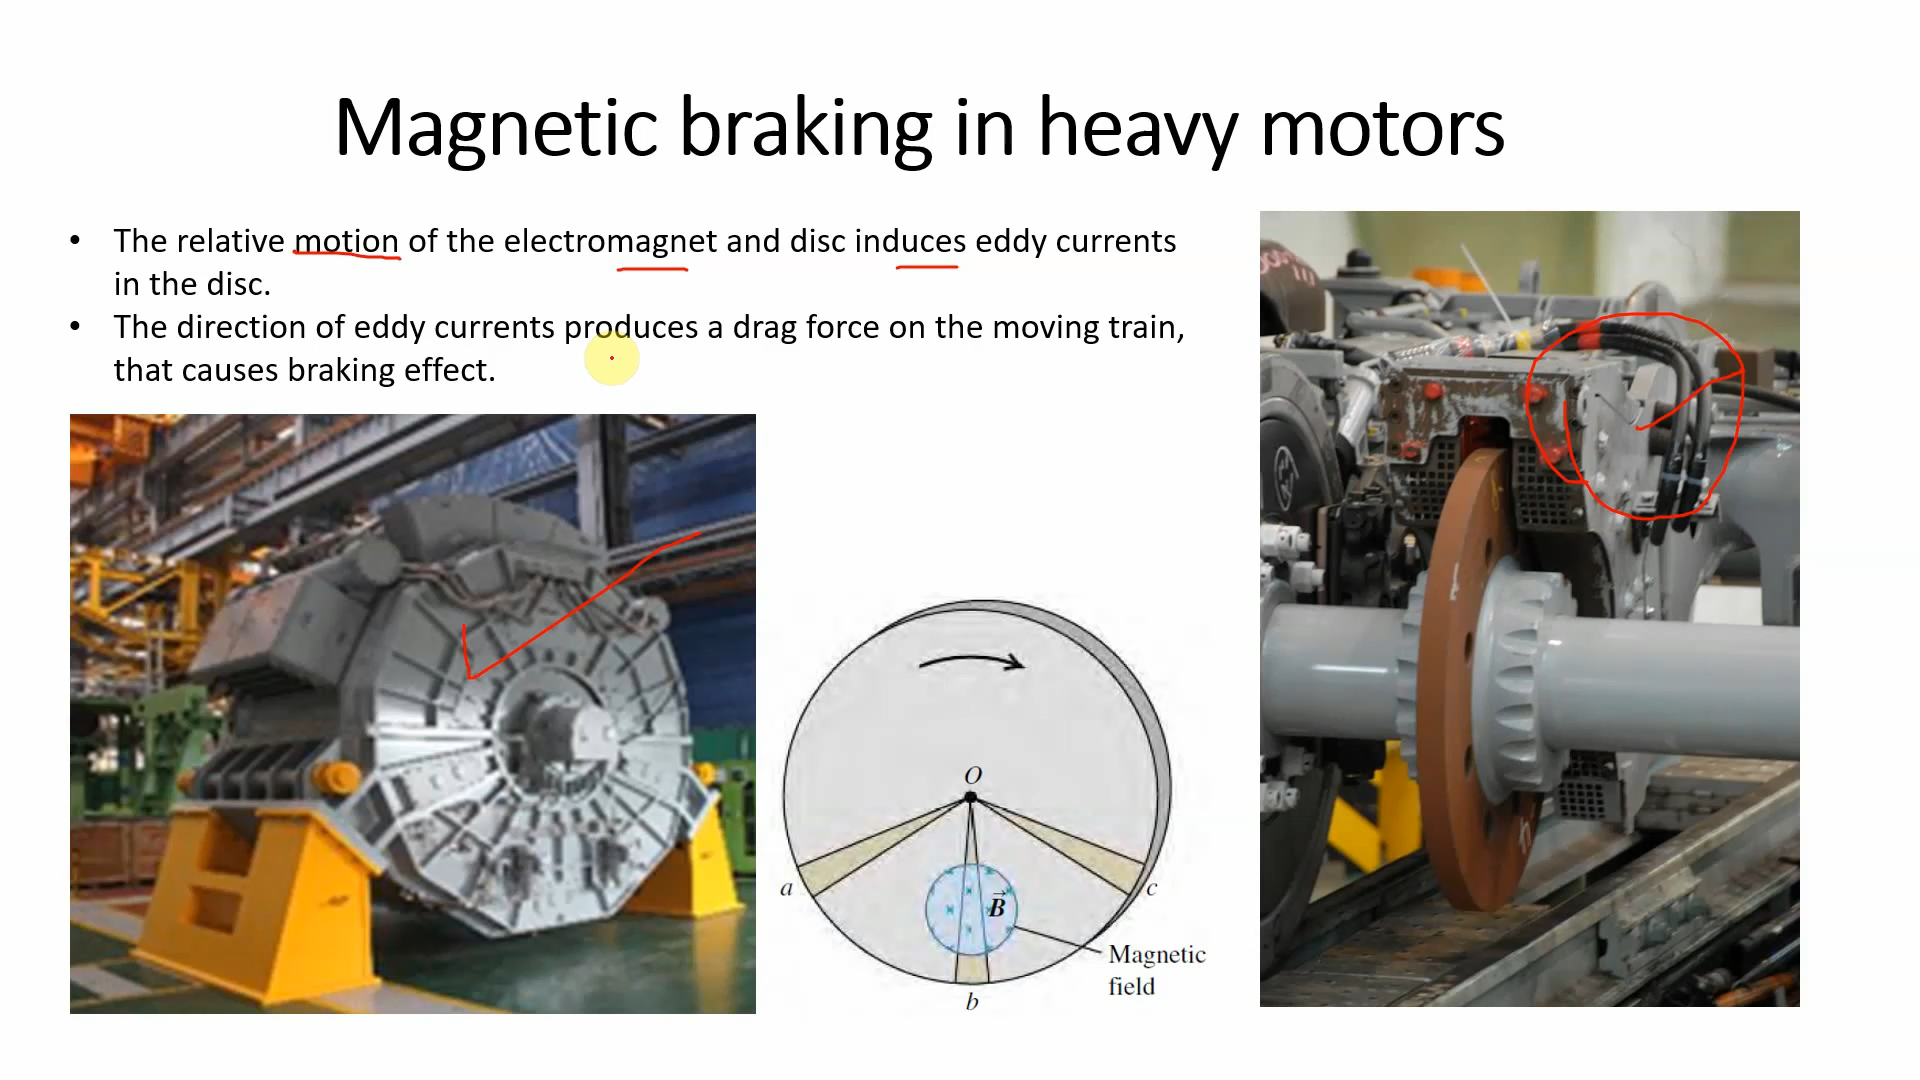 Magnetic braking in heavy motors
• The relative motion of the electromagnet and disc induces eddy currents
in the disc.
• The direction of eddy currents produces a drag force on the moving train,
that causes braking effect.
O
a
B⃗
c
Magnetic
field
b